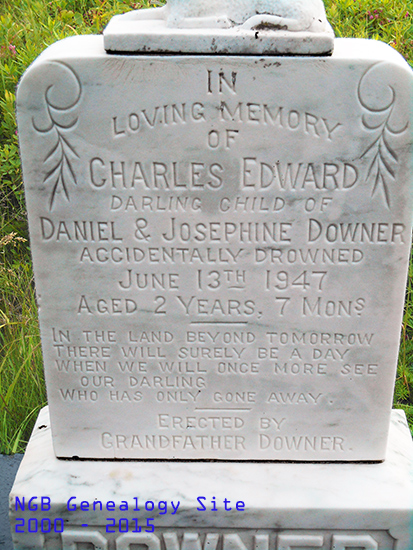 IN
LOVING MEMORY
OF
CHARLES EDWARD
DARLING CHILD OF
DANIEL & JOSEPHINE DOWNER
ACCIDENTALLY DROWNED
JUNE 13TH 1947
AGED 2 YEARS, 7 MONS
IN THE LAND BEYOND TOMORROW
THERE WILL SURELY BE A DAY
WHEN WE WILL ONCE MORE SEE
OUR DARLING
WHO HAS ONLY GONE AWAY.
ERECTED BY
GRANDFATHER DOWNER.
NGB Genealogy Site
2000 - 2015
DOWNER